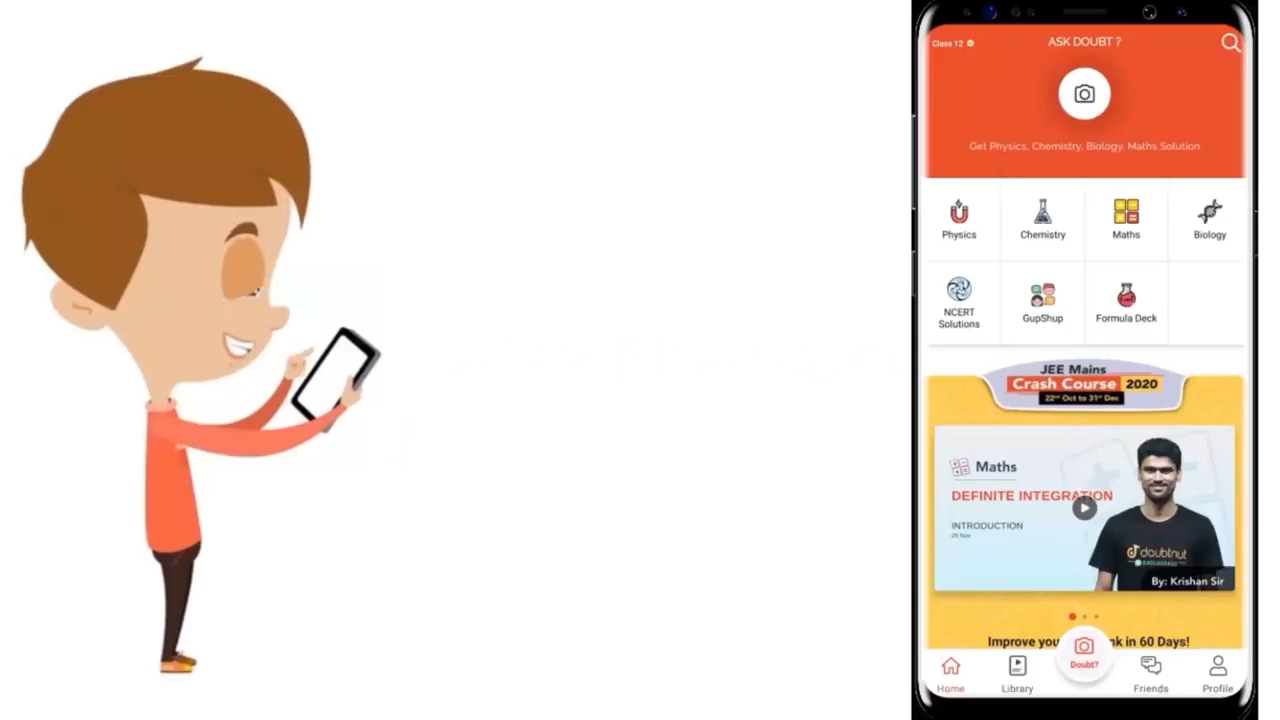 Class 12
ASK DOUBT ?
Get Physics, Chemistry, Biology, Maths Solution
Physics
Chemistry
Maths
Biology
NCERT
Solutions
GupShup
Formula Deck
JEE Mains
Crash Course 2020
22nd Oct to 31st Dec
Maths
DEFINITE INTEGRATION
INTRODUCTION
doubtnut
By: Krishan Sir
Improve you nk in 60 Days!
Doubt?
Home
Library
Friends
Profile